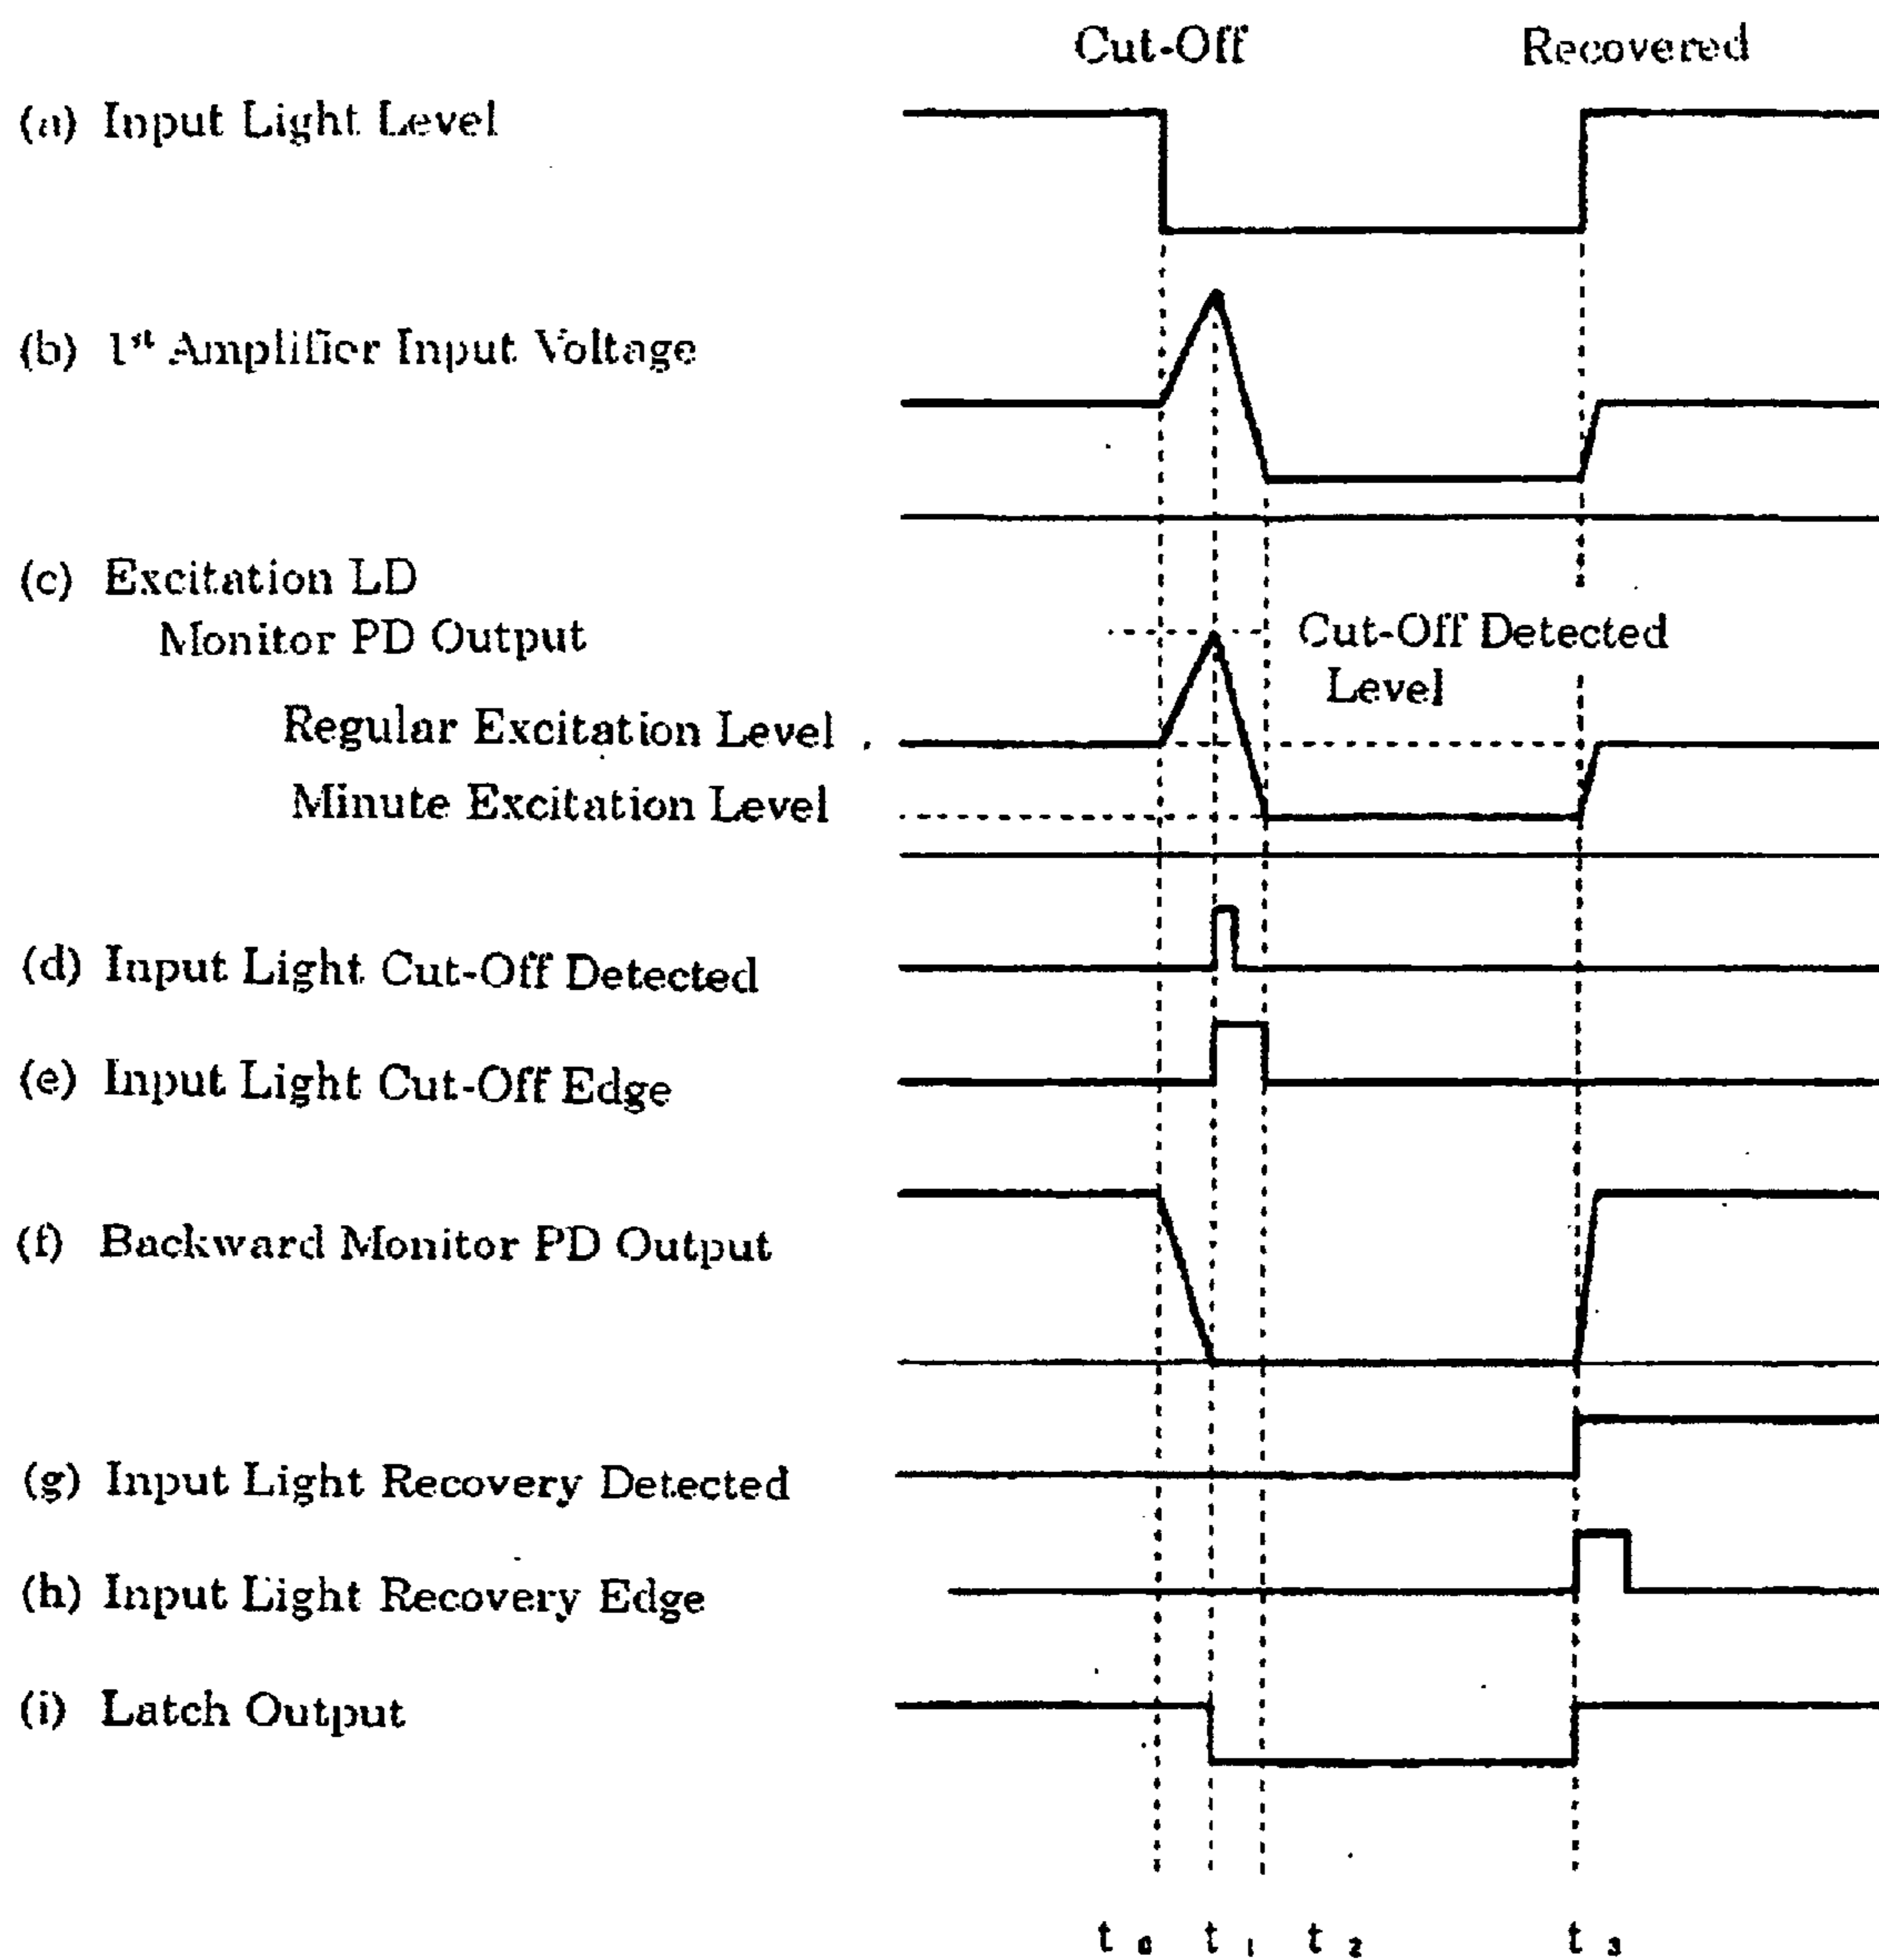 Cut-Off Recovered
(a) Input Light Level
(b) 1st Amplifier Input Voltage
(c) Excitation LD
Monitor PD Output
Cut-Off Detected
Level
Regular Excitation Level
Minute Excitation Level
(d) Input Light Cut-Off Detected
(e) Input Light Cut-Off Edge
(f) Backward Monitor PD Output
(g) Input Light Recovery Detected
(h) Input Light Recovery Edge
(i) Latch Output
t0 t1 t2 t3